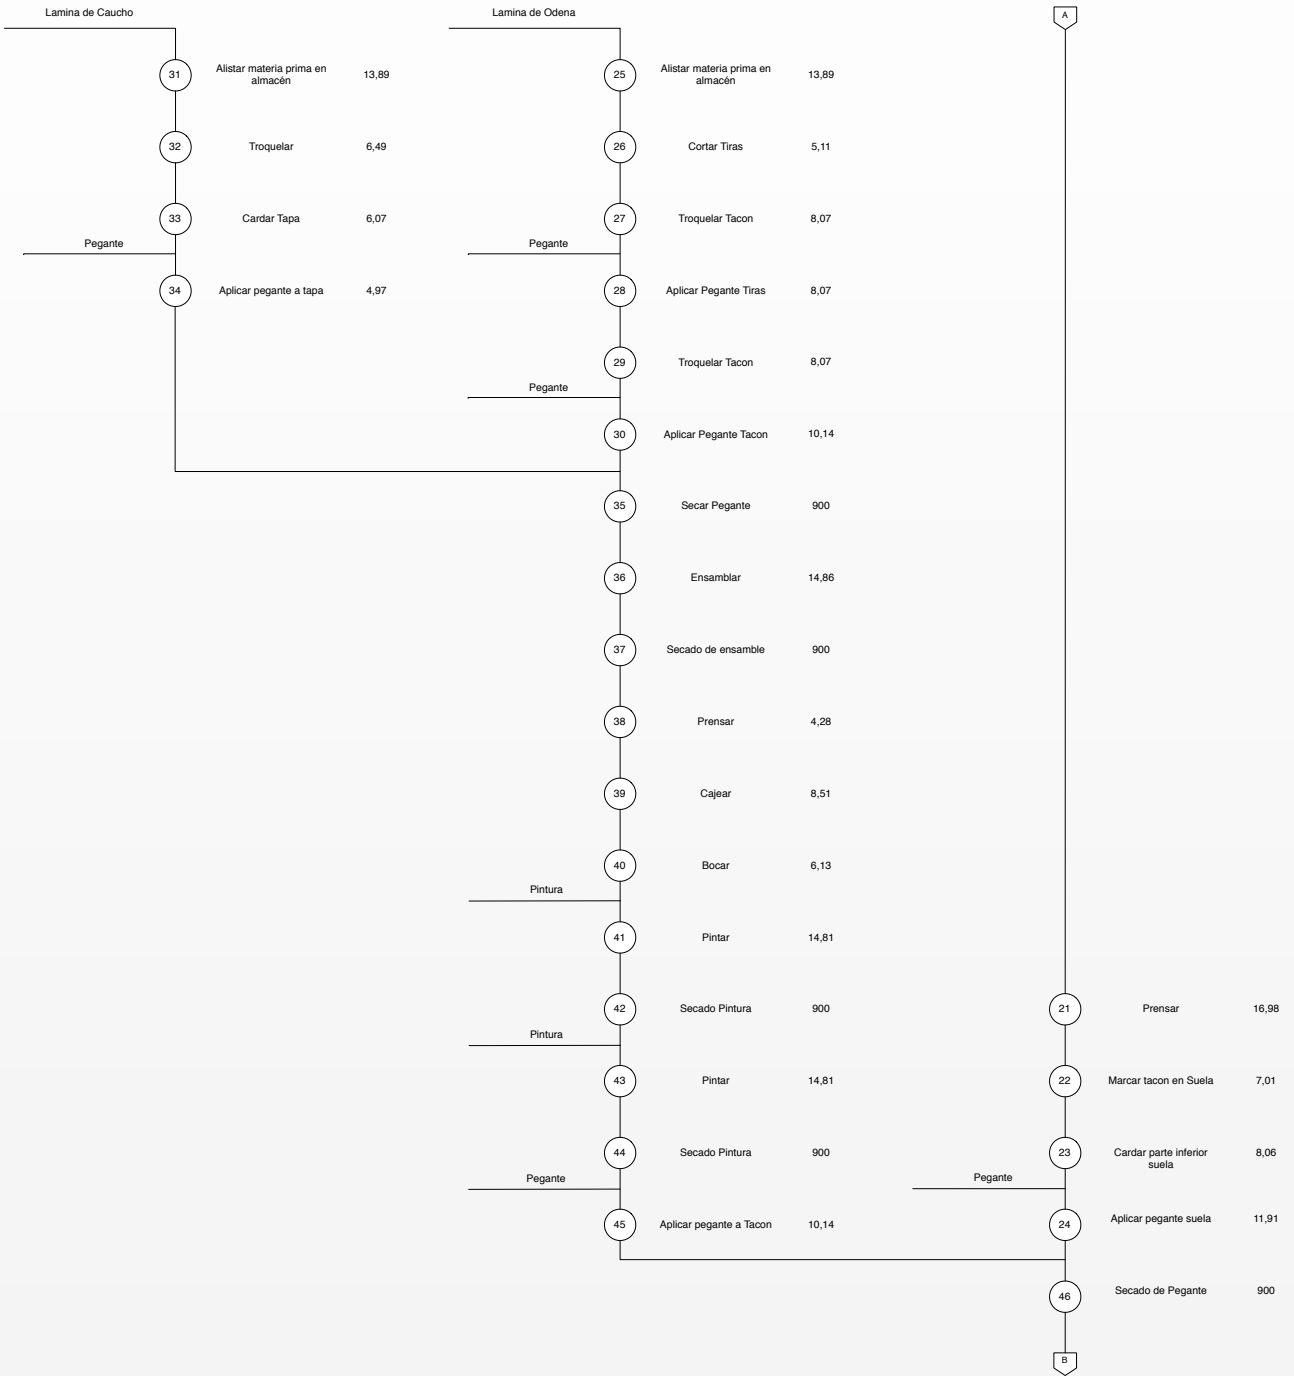 Lamina de Caucho
31
Alistar materia prima en
almacén
13,89
32
Troquelar
6,49
33
Cardar Tapa
6,07
Pegante
34
Aplicar pegante a tapa
4,97
Lamina de Odena
25
Alistar materia prima en
almacén
13,89
26
Cortar Tiras
5,11
27
Troquelar Tacon
8,07
Pegante
28
Aplicar Pegante Tiras
8,07
29
Troquelar Tacon
8,07
Pegante
30
Aplicar Pegante Tacon
10,14
35
Secar Pegante
900
36
Ensamblar
14,86
37
Secado de ensamble
900
38
Prensar
4,28
39
Cajear
8,51
40
Bocar
6,13
Pintura
41
Pintar
14,81
42
Secado Pintura
900
Pintura
43
Pintar
14,81
44
Secado Pintura
900
Pegante
45
Aplicar pegante a Tacon
10,14
A
21
Prensar
16,98
22
Marcar tacon en Suela
7,01
23
Cardar parte inferior
suela
8,06
Pegante
24
Aplicar pegante suela
11,91
46
Secado de Pegante
900
B